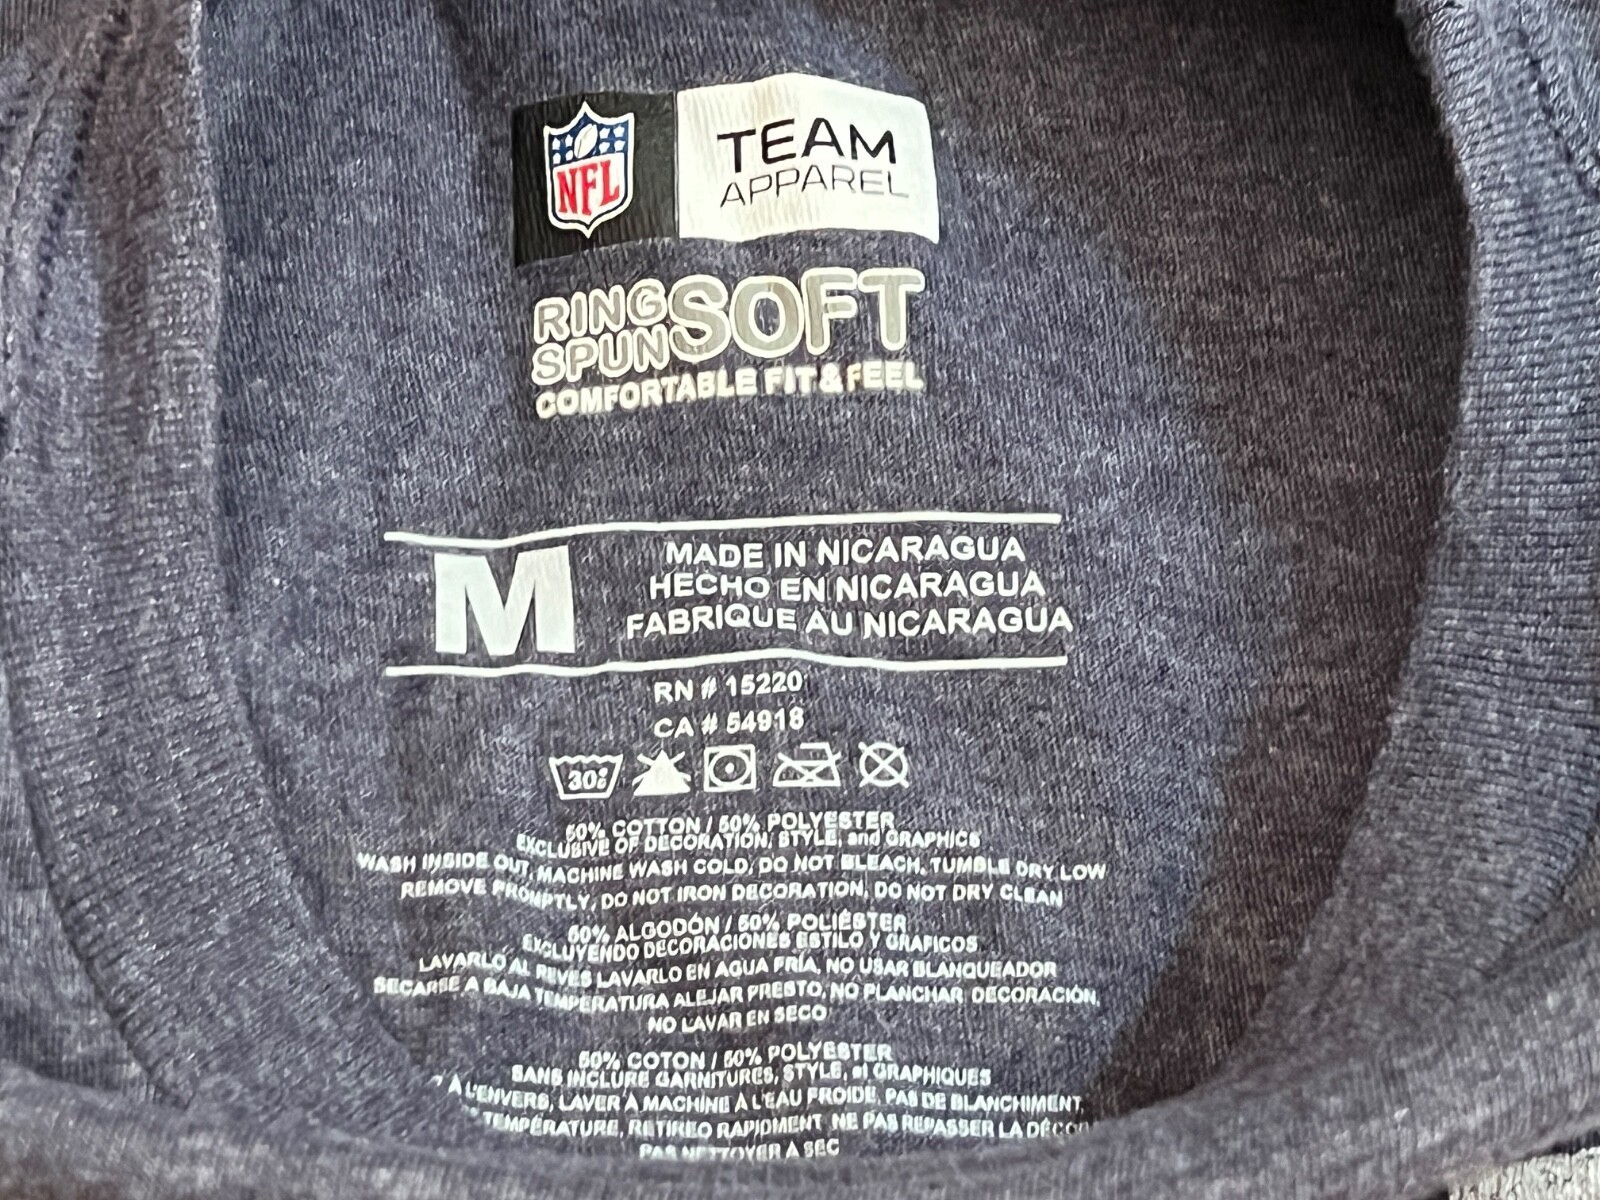 NFL
TEAM
APPAREL
RING
SPUN
SOFT
COMFORTABLE FIT & FEEL
M
MADE IN NICARAGUA
HECHO EN NICARAGUA
FABRIQUE AU NICARAGUA
RN # 15220
CA # 54918
30
50% COTTON / 50% POLYESTER
EXCLUSIVE OF DECORATION, STYLE, and GRAPHICS
WASH INSIDE OUT, MACHINE WASH COLD, DO NOT BLEACH, TUMBLE DRY LOW
REMOVE PROMPTLY, DO NOT IRON DECORATION, DO NOT DRY CLEAN
50% ALGODÓN / 50% POLIÉSTER
EXCLUYENDO DECORACIONES ESTILO Y GRAFICOS
LAVARLO AL REVES LAVARLO EN AGUA FRÍA, NO USAR BLANQUEADOR
SECARSE A BAJA TEMPERATURA ALEJAR PRESTO, NO PLANCHAR DECORACIÓN,
NO LAVAR EN SECO
50% COTON / 50% POLYESTER
SANS INCLURE GARNITURES, STYLE, et GRAPHIQUES
À L'ENVERS, LAVER À MACHINE A L'EAU FROIDE, PAS DE BLANCHIMENT,
TEMPÉRATURE, RETIREO RAPIDMENT NE PAS REPASSER LA
PAS NETTOYER A SEC